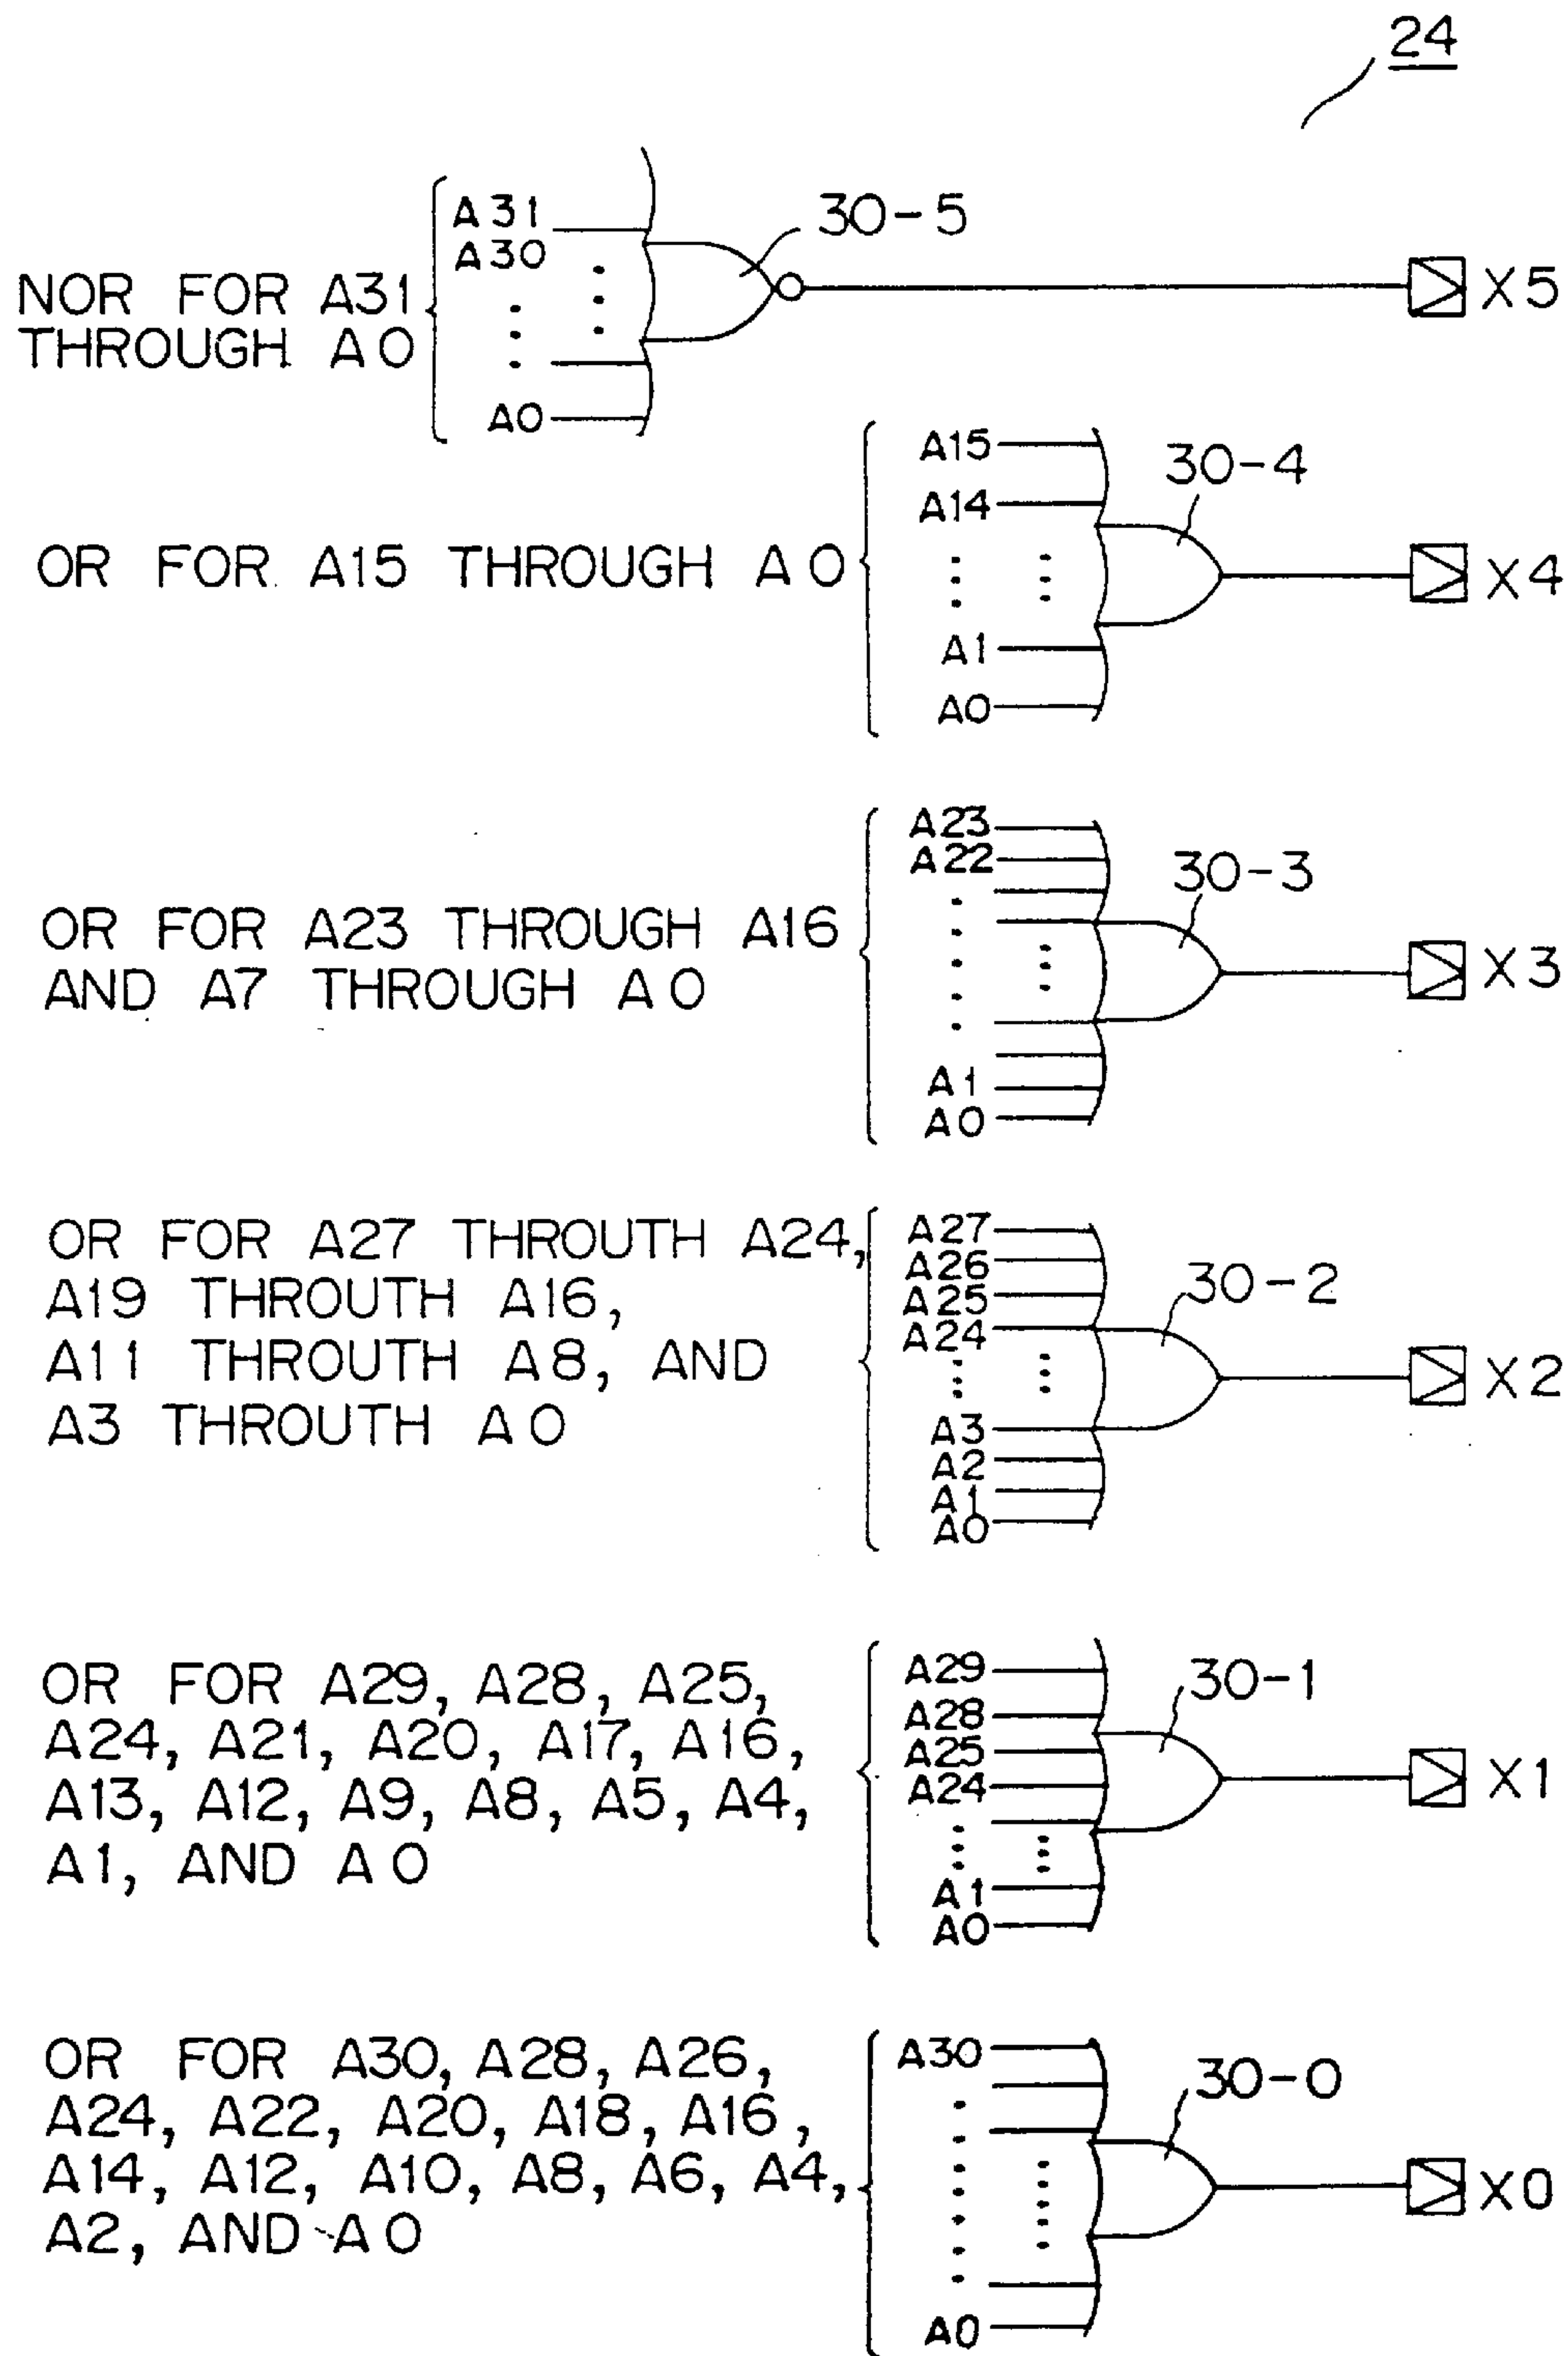 24
NOR FOR A31
THROUGH A0
A31
A30
A0
30-5
X5
OR FOR A15 THROUGH A0
A15
A14
A1
A0
30-4
X4
OR FOR A23 THROUGH A16
AND A7 THROUGH A0
A23
A22
A1
A0
30-3
X3
OR FOR A27 THROUTH A24,
A19 THROUTH A16,
A11 THROUTH A8, AND
A3 THROUTH A0
A27
A26
A25
A24
A3
A2
A1
A0
30-2
X2
OR FOR A29, A28, A25,
A24, A21, A20, A17, A16,
A13, A12, A9, A8, A5, A4,
A1, AND A0
A29
A28
A25
A24
A1
A0
30-1
X1
OR FOR A30, A28, A26,
A24, A22, A20, A18, A16,
A14, A12, A10, A8, A6, A4,
A2, AND A0
A30
A0
30-0
X0